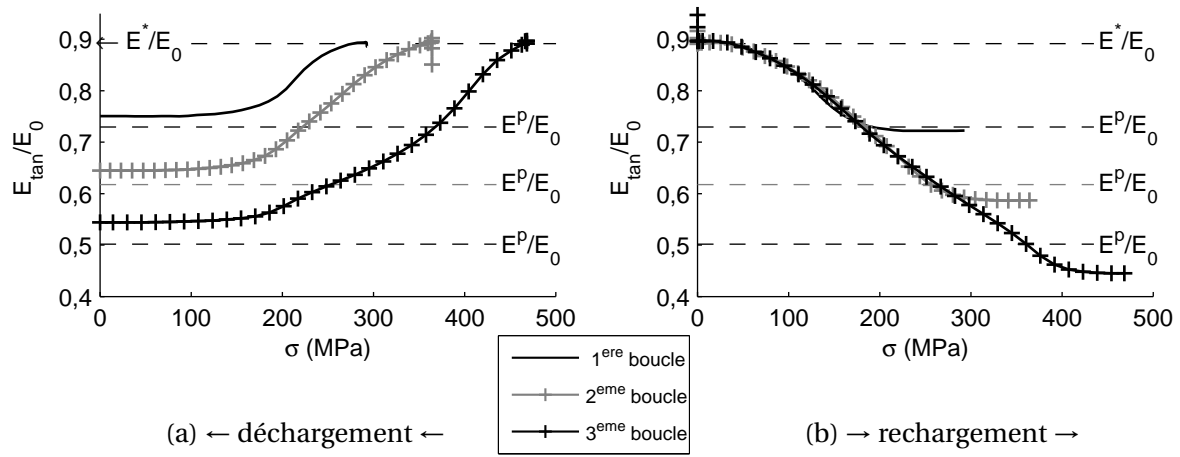 E*/E₀
0,9
0,8
0,7
0,6
0,5
0,4
Eᵖ/E₀
Eᵖ/E₀
Eᵖ/E₀
E_tan/E₀
0 100 200 300 400 500
σ (MPa)
E*/E₀
0,9
0,8
0,7
0,6
0,5
0,4
Eᵖ/E₀
Eᵖ/E₀
Eᵖ/E₀
E_tan/E₀
0 100 200 300 400 500
σ (MPa)
1ᵉʳᵉ boucle
2ᵉᵐᵉ boucle
3ᵉᵐᵉ boucle
(a) ← déchargement ←
(b) → rechargement →